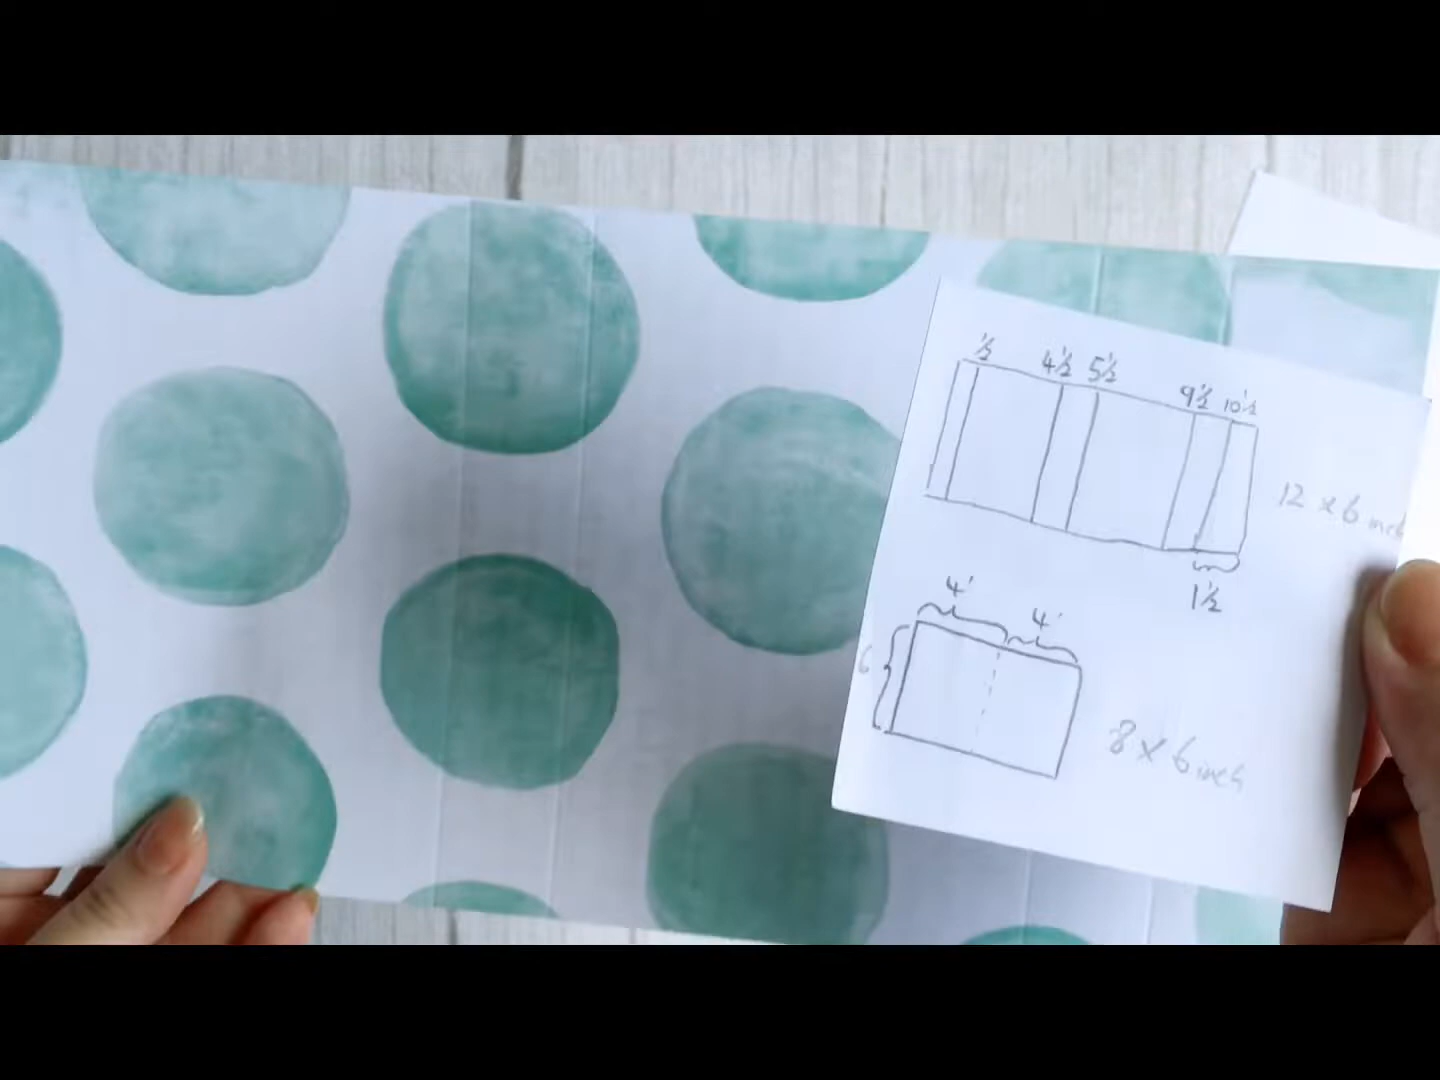 ½ 4½ 5½ 9½ 10½
12 x 6 inch
1½
4' 4'
6
8 x 6 inch